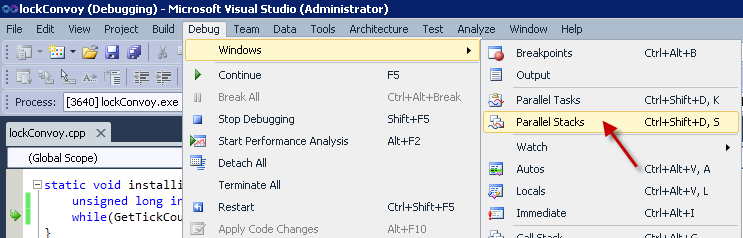 lockConvoy (Debugging) - Microsoft Visual Studio (Administrator)
File Edit View Project Build Debug Team Data Tools Architecture Test Analyze Window Help
Process: [3640] lockConvoy.exe
lockConvoy.cpp
(Global Scope)
static void installi
unsigned long in
while(GetTickCou
Windows
Continue F5
Break All Ctrl+Alt+Break
Stop Debugging Shift+F5
Start Performance Analysis Alt+F2
Detach All
Terminate All
Restart Ctrl+Shift+F5
Apply Code Changes Alt+F10
Breakpoints Ctrl+Alt+B
Output
Parallel Tasks Ctrl+Shift+D, K
Parallel Stacks Ctrl+Shift+D, S
Watch
Autos Ctrl+Alt+V, A
Locals Ctrl+Alt+V, L
Immediate Ctrl+Alt+I
Call Stack Ctrl+Alt+C